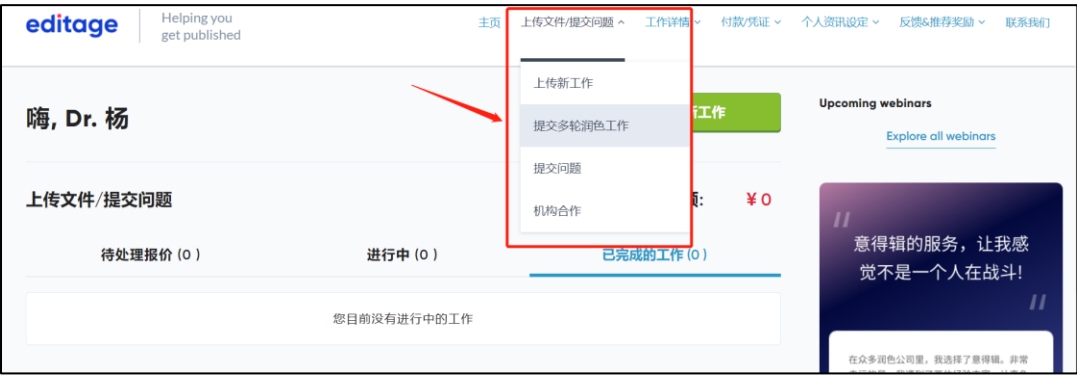 editage
Helping you
get published
主页
上传文件/提交问题
工作详情
付款/凭证
个人资讯设定
反馈&推荐奖励
联系我们
上传新工作
提交多轮润色工作
提交问题
机构合作
嗨, Dr. 杨
工作
上传文件/提交问题
: ¥ 0
待处理报价 ( 0 )
进行中 ( 0 )
已完成的工作 ( 0 )
您目前没有进行中的工作
Upcoming webinars
Explore all webinars
意得辑的服务，让我感
觉不是一个人在战斗!
在众多润色公司里，我选择了意得辑。非常